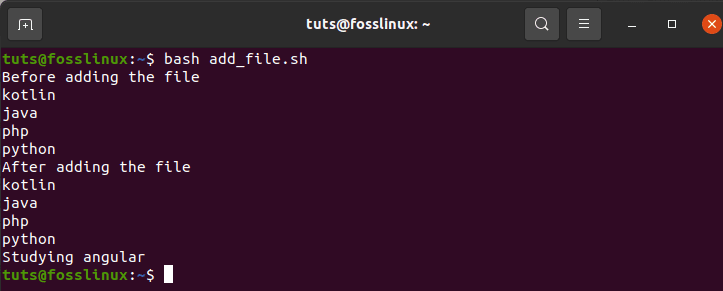 tuts@fosslinux: ~
tuts@fosslinux:~$ bash add_file.sh
Before adding the file
kotlin
java
php
python
After adding the file
kotlin
java
php
python
Studying angular
tuts@fosslinux:~$